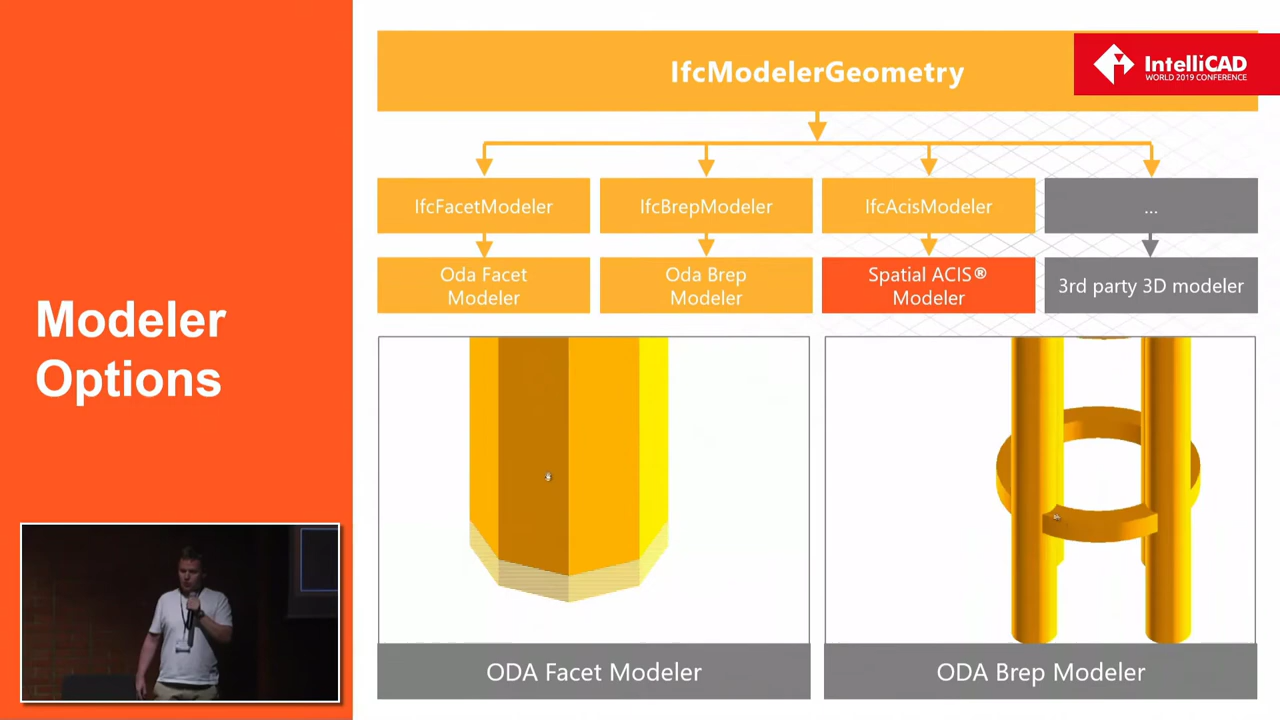 IfcModelerGeometry
IntelliCAD
WORLD 2019 CONFERENCE
IfcFacetModeler
IfcBrepModeler
IfcAcisModeler
...
Oda Facet
Modeler
Oda Brep
Modeler
Spatial ACIS®
Modeler
3rd party 3D modeler
Modeler
Options
ODA Facet Modeler
ODA Brep Modeler